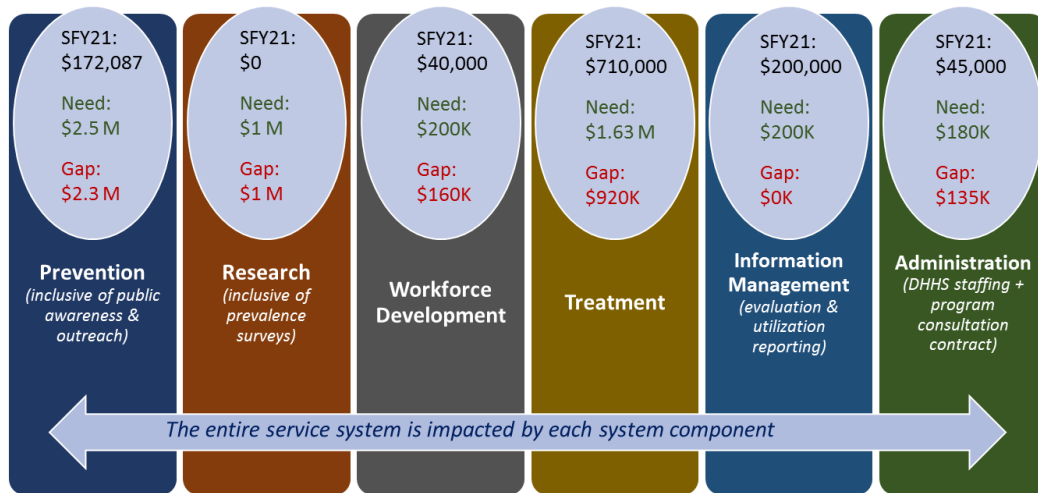 SFY21:
$172,087
Need:
$2.5 M
Gap:
$2.3 M
Prevention
(inclusive of public
awareness &
outreach)
SFY21:
$0
Need:
$1 M
Gap:
$1 M
Research
(inclusive of
prevalence
surveys)
SFY21:
$40,000
Need:
$200K
Gap:
$160K
Workforce
Development
SFY21:
$710,000
Need:
$1.63 M
Gap:
$920K
Treatment
SFY21:
$200,000
Need:
$200K
Gap:
$0K
Information
Management
(evaluation &
utilization
reporting)
SFY21:
$45,000
Need:
$180K
Gap:
$135K
Administration
(DHHS staffing +
program
consultation
contract)
The entire service system is impacted by each system component